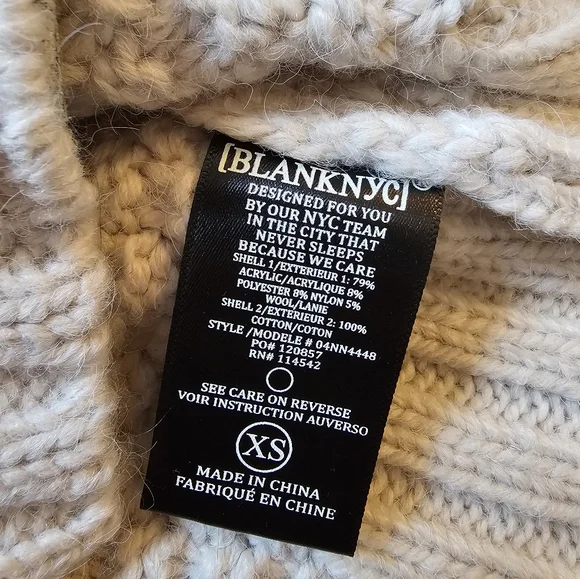 [BLANKNYC]®
DESIGNED FOR YOU
BY OUR NYC TEAM
IN THE CITY THAT
NEVER SLEEPS
BECAUSE WE CARE
SHELL 1/EXTERIEUR 1: 79%
ACRYLIC/ACRYLIQUE 8%
POLYESTER 8% NYLON 5%
WOOL/LANIE
SHELL 2/EXTERIEUR 2: 100%
COTTON/COTON
STYLE / MODELE # 04NN4448
PO# 120857
RN# 114542
SEE CARE ON REVERSE
VOIR INSTRUCTION AUVERSO
XS
MADE IN CHINA
FABRIQUÉ EN CHINE